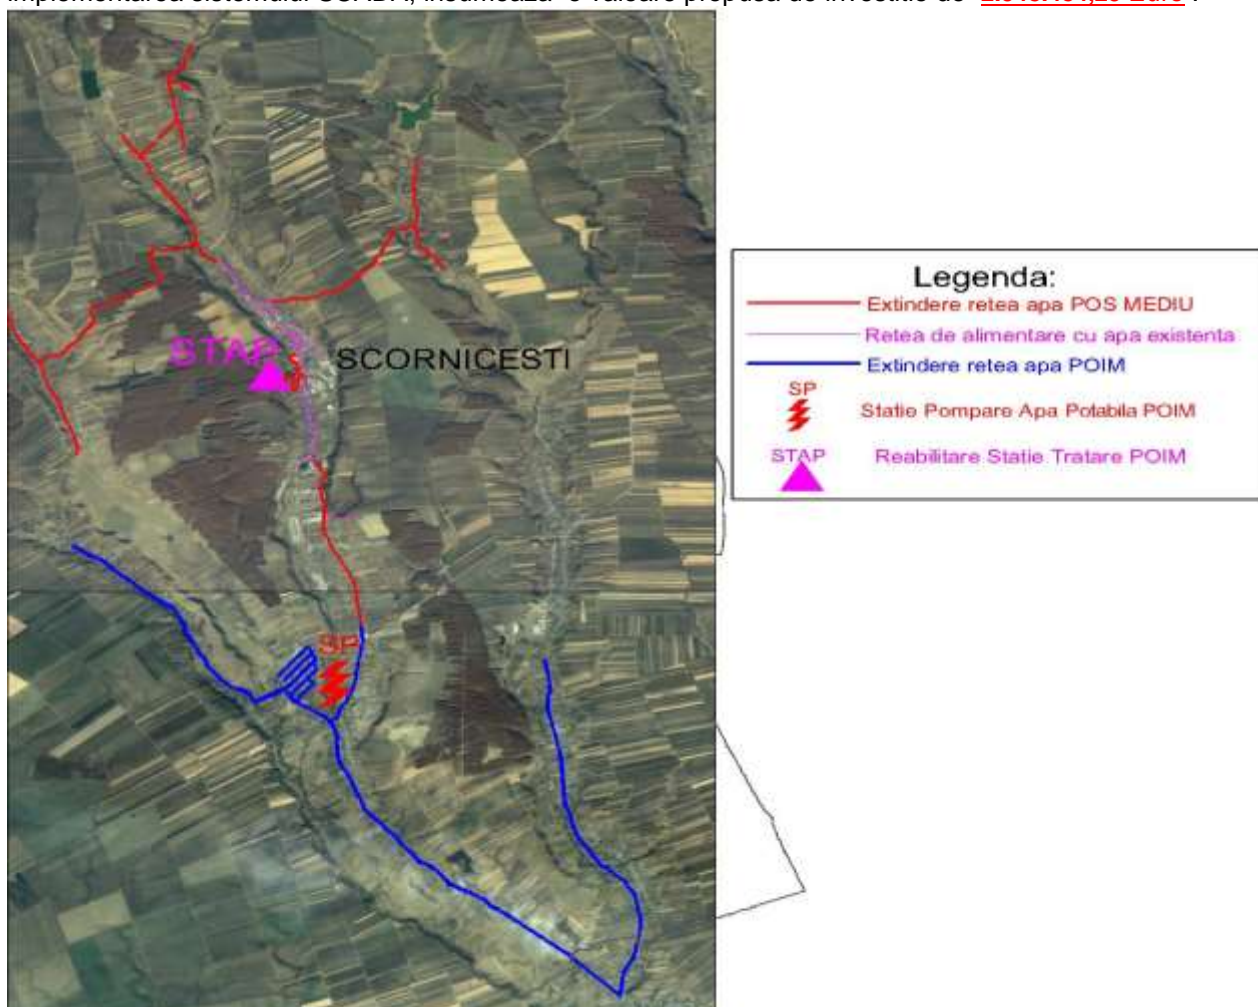 de
Legenda:
Extindere retea apa POS MEDIU
Retea de alimentare cu apa existenta
STAP
SCORNICESTI
Extindere retea apa POIM
SP
Statie Pompare Apa Potabila POIM
STAP
Reabilitare Statie Tratare POIM
SP